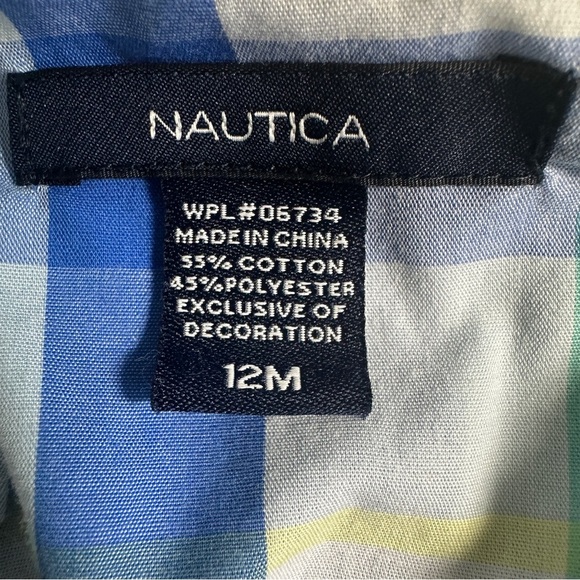 NAUTICA
WPL#06734
MADE IN CHINA
55% COTTON
45%POLYESTER
EXCLUSIVE OF
DECORATION
12M